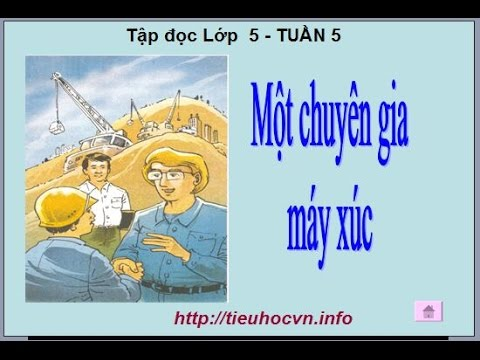 Tập đọc Lớp 5 - TUẦN 5
Một chuyên gia
máy xúc
http://tieuhocvn.info